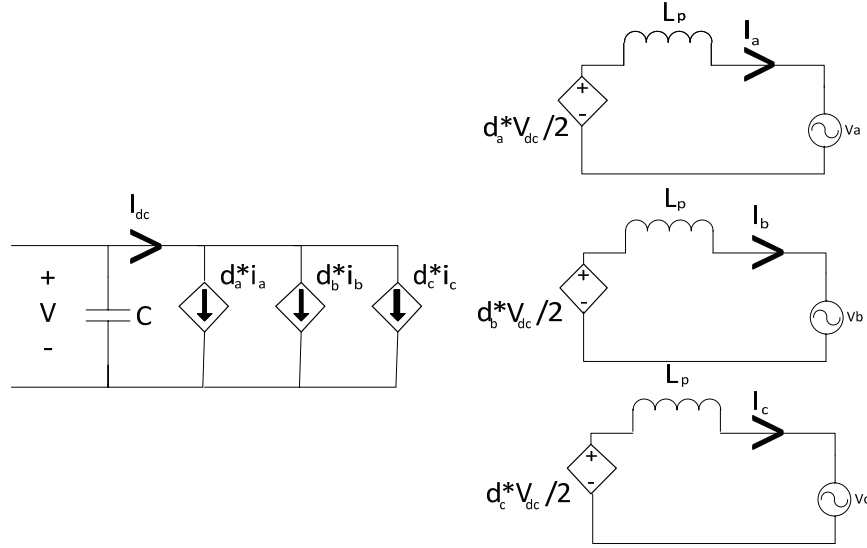 I_dc
+
V
-
C
d_a*i_a
d_b*i_b
d_c*i_c
L_p
I_a
+
-
d_a*V_dc/2
Va
L_p
I_b
+
-
d_b*V_dc/2
Vb
L_p
I_c
+
-
d_c*V_dc/2
Vc